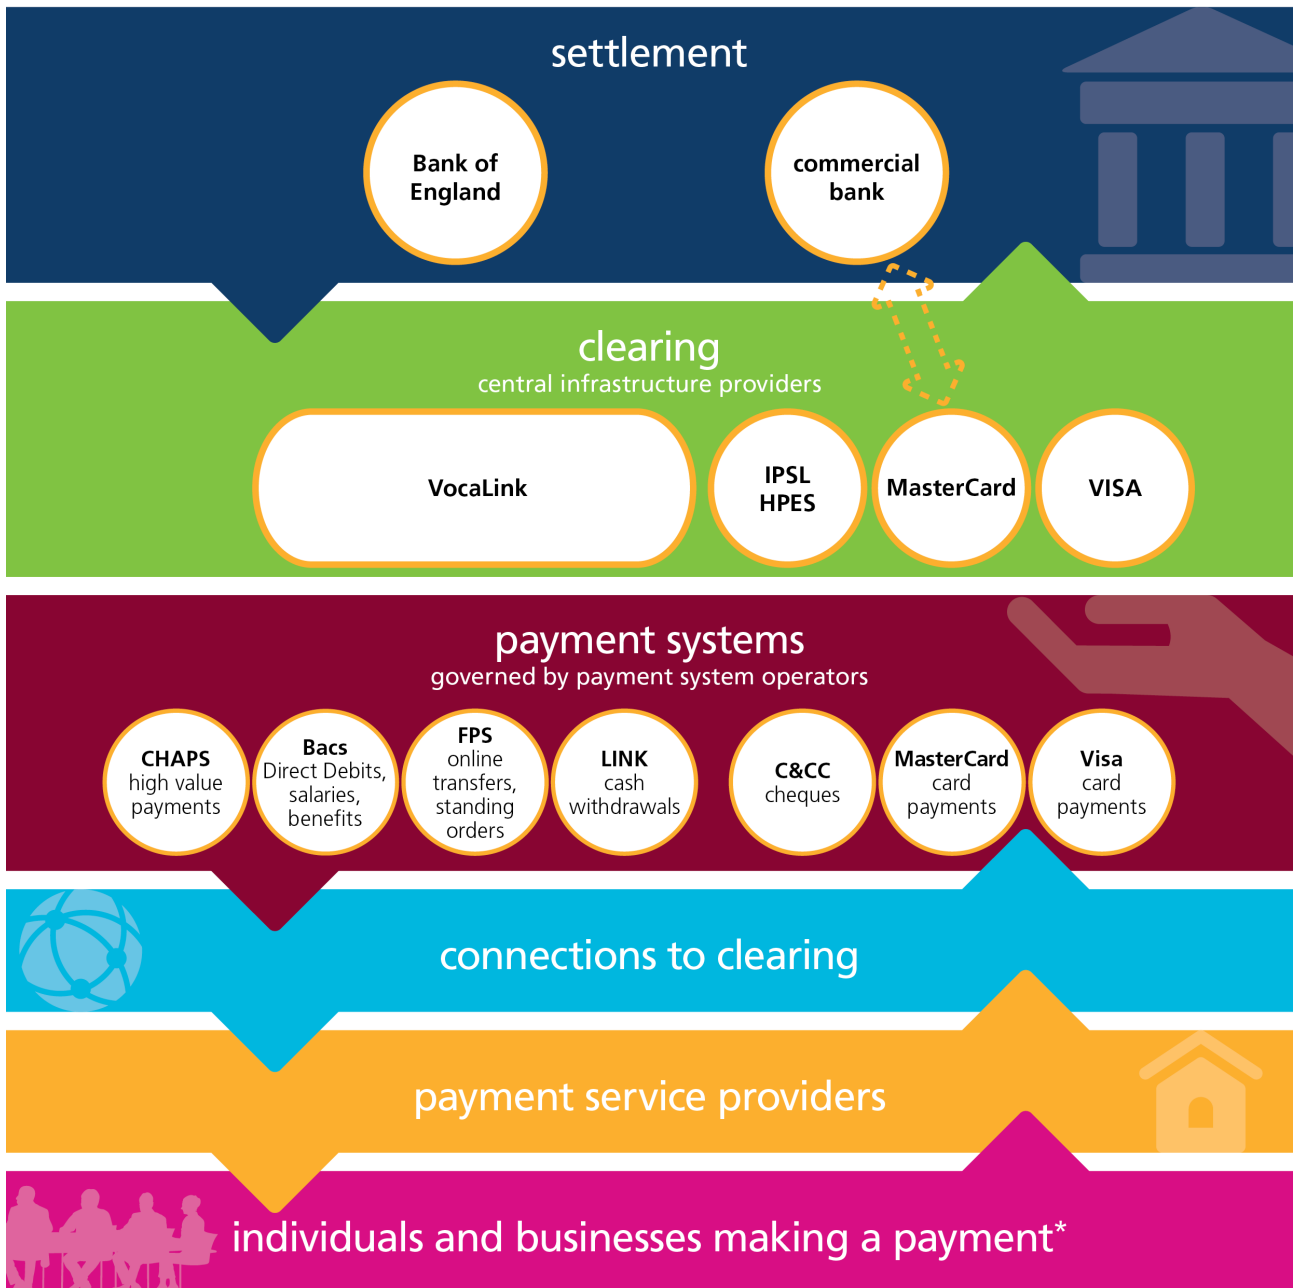 settlement
Bank of
England
commercial
bank
clearing
central infrastructure providers
VocaLink
IPSL
HPES
MasterCard
VISA
payment systems
governed by payment system operators
CHAPS
high value
payments
Bacs
Direct Debits,
salaries,
benefits
FPS
online
transfers,
standing
orders
LINK
cash
withdrawals
C&CC
cheques
MasterCard
card
payments
Visa
card
payments
connections to clearing
payment service providers
individuals and businesses making a payment*